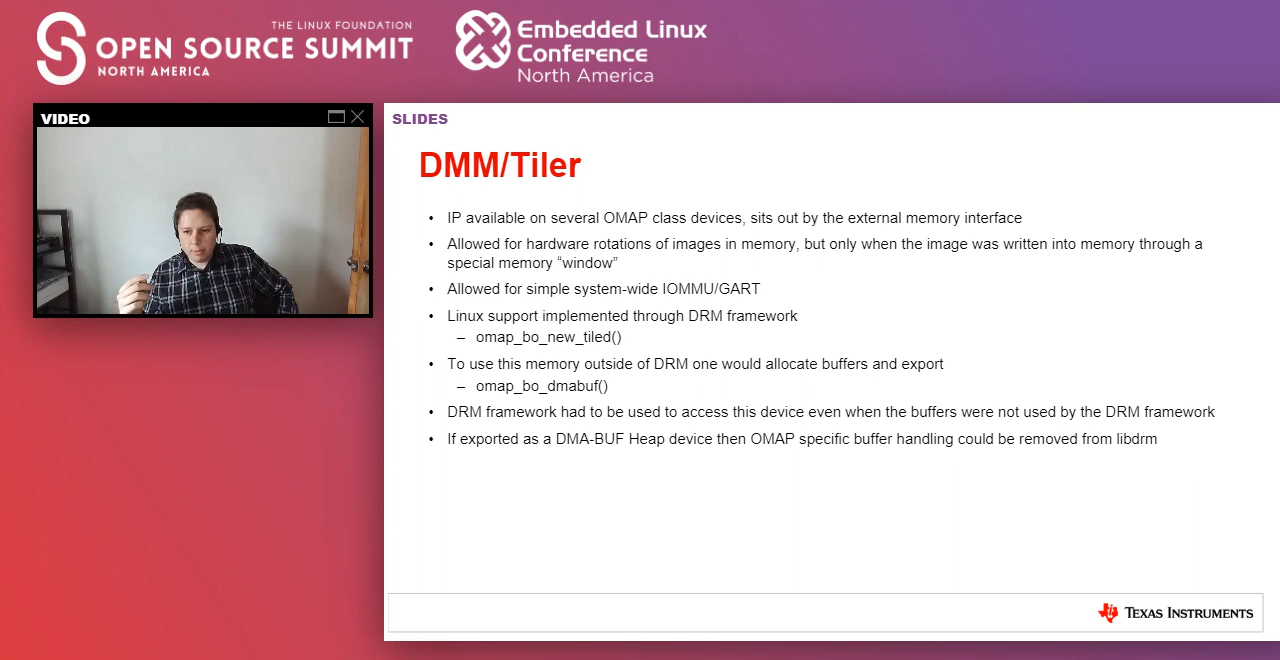 THE LINUX FOUNDATION
OPEN SOURCE SUMMIT
NORTH AMERICA
Embedded Linux
Conference
North America
VIDEO
SLIDES
DMM/Tiler
• IP available on several OMAP class devices, sits out by the external memory interface
• Allowed for hardware rotations of images in memory, but only when the image was written into memory through a
special memory “window”
• Allowed for simple system-wide IOMMU/GART
• Linux support implemented through DRM framework
– omap_bo_new_tiled()
• To use this memory outside of DRM one would allocate buffers and export
– omap_bo_dmabuf()
• DRM framework had to be used to access this device even when the buffers were not used by the DRM framework
• If exported as a DMA-BUF Heap device then OMAP specific buffer handling could be removed from libdrm
TEXAS INSTRUMENTS